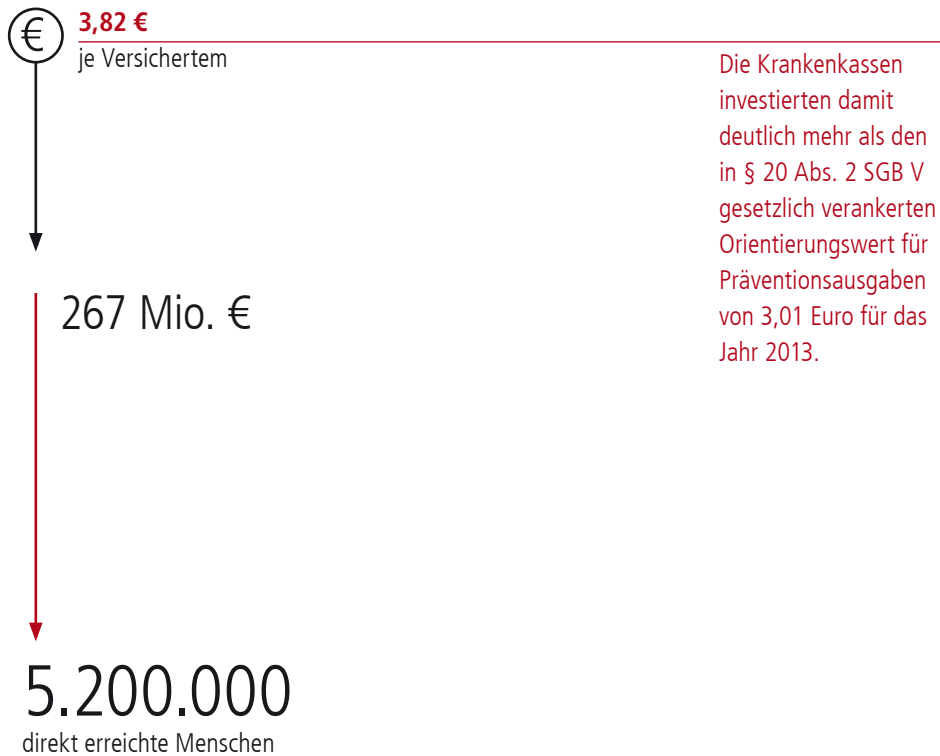 €
3,82 €
je Versichertem
Die Krankenkassen
investierten damit
deutlich mehr als den
in § 20 Abs. 2 SGB V
gesetzlich verankerten
Orientierungswert für
Präventionsausgaben
von 3,01 Euro für das
Jahr 2013.
267 Mio. €
5.200.000
direkt erreichte Menschen